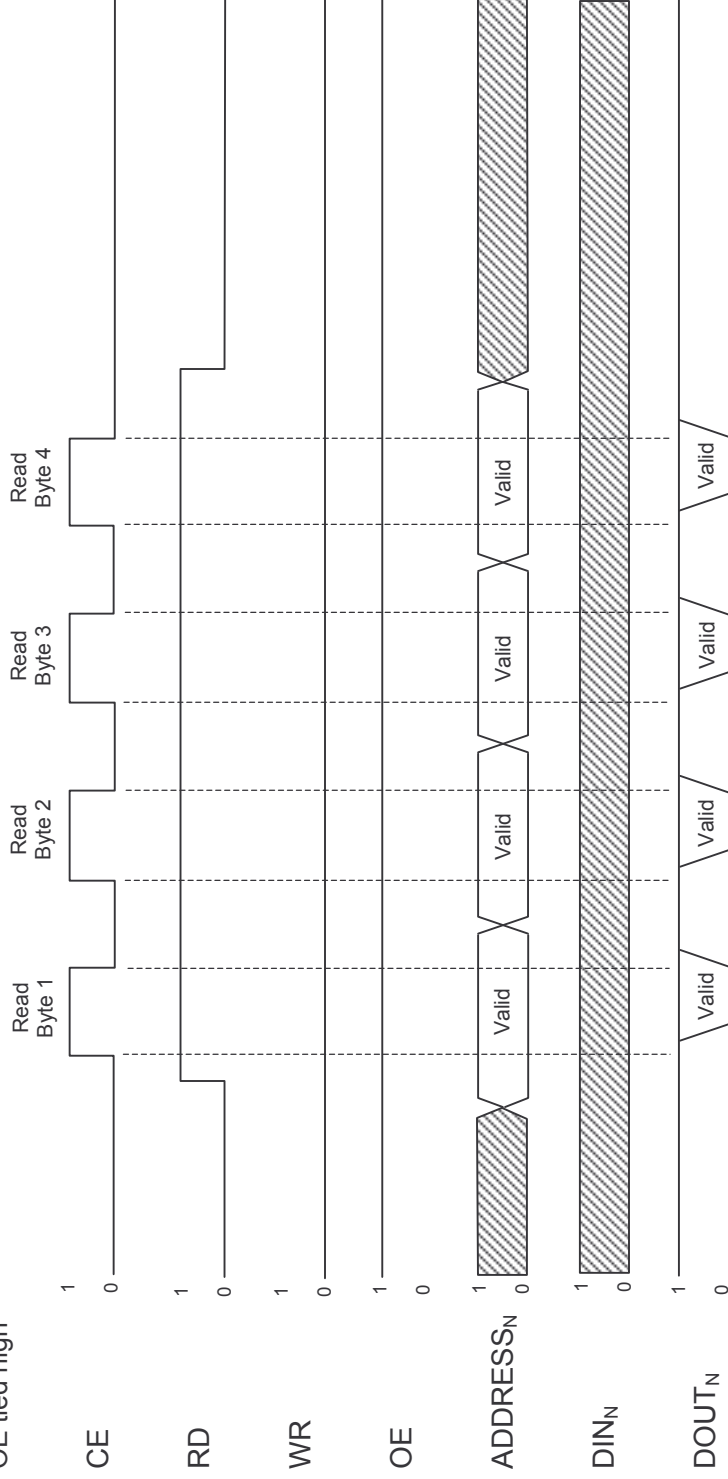 OE tied high
Read
Byte 1
Read
Byte 2
Read
Byte 3
Read
Byte 4
CE
1
0
RD
1
0
WR
1
0
OE
1
0
ADDRESSN
1
0
Valid
Valid
Valid
Valid
DINN
1
0
DOUTN
1
0
Valid
Valid
Valid
Valid